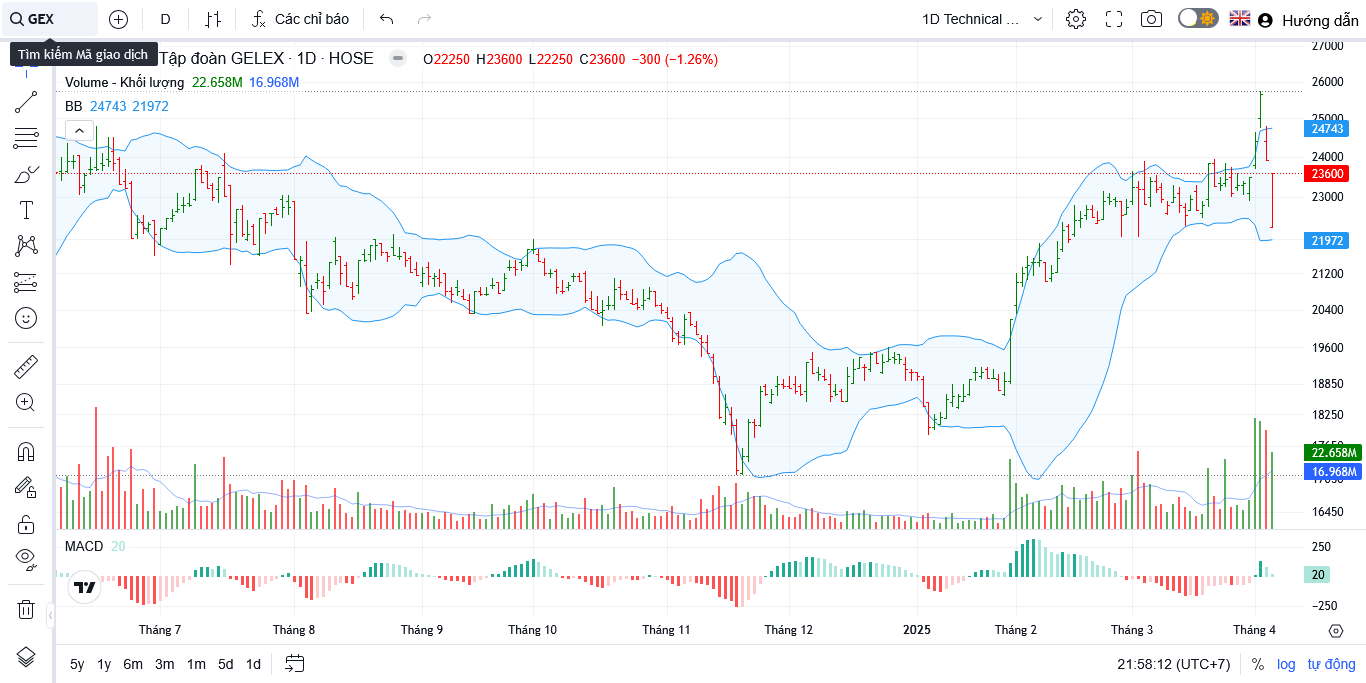 GEX D Các chỉ báo 1D Technical ... Hướng dẫn
Tìm kiếm Mã giao dịch
Tập đoàn GELEX · 1D · HOSE O22250 H23600 L22250 C23600 −300 (−1.26%)
Volume - Khối lượng 22.658M 16.968M
BB 24743 21972
27000
26000
25000
24743
24000
23600
23000
21972
21200
20400
19600
18850
18250
17650
22.658M
16.968M
16450
MACD 20
250
20
−250
Tháng 7 Tháng 8 Tháng 9 Tháng 10 Tháng 11 Tháng 12 2025 Tháng 2 Tháng 3 Tháng 4
5y 1y 6m 3m 1m 5d 1d 21:58:12 (UTC+7) % log tự động